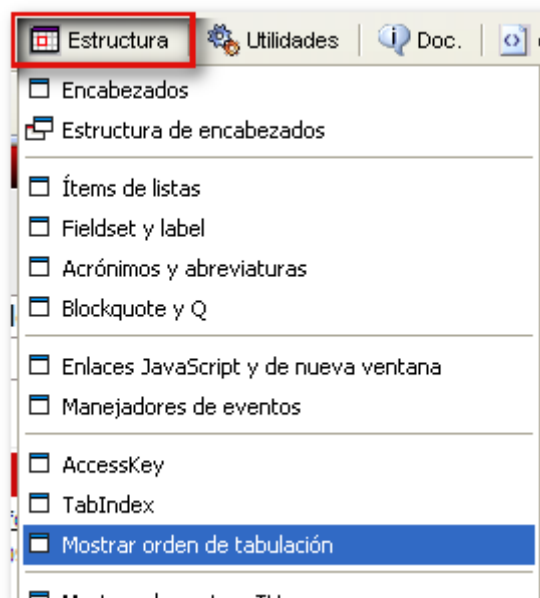 Estructura Utilidades Doc.
Encabezados
Estructura de encabezados
Ítems de listas
Fieldset y label
Acrónimos y abreviaturas
Blockquote y Q
Enlaces JavaScript y de nueva ventana
Manejadores de eventos
AccessKey
TabIndex
Mostrar orden de tabulación